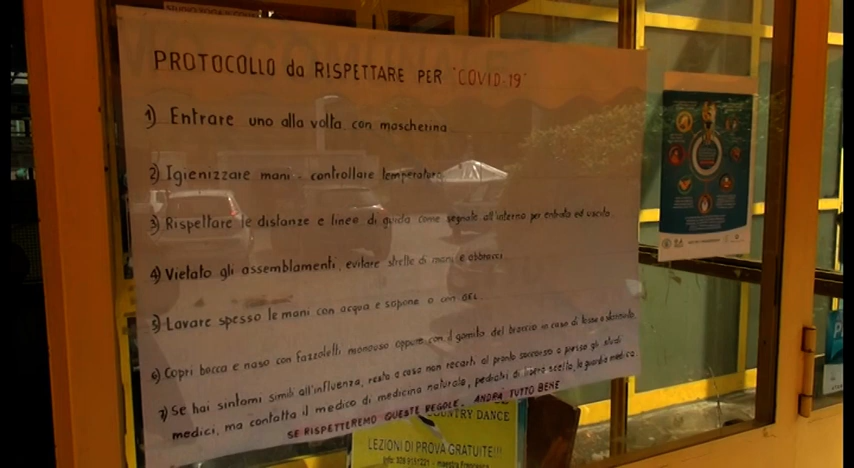 PROTOCOLLO da RISPETTARE PER "COVID-19"
1) Entrare uno alla volta con mascherina
2) Igienizzare mani - controllare temperatura
3) Rispettare le distanze e linee di guida come segnale all'interno per entrata ed uscita
4) Vietato gli assemblamenti, evitare strette di mani e abbracci
5) Lavare spesso le mani con acqua e sapone o con GEL
6) Copri bocca e naso con fazzoletti monouso oppure con il gomito del braccio in caso di tosse o starnuto
7) Se hai sintomi simili all'influenza, resta a casa non recarti al pronto soccorso o presso gli studi
medici, ma contatta il medico di medicina naturale, pediatri di libera scelta, la guardia medica.
SE RISPETTEREMO QUESTE REGOLE. ANDRÀ TUTTO BENE
COUNTRY DANCE
LEZIONI DI PROVA GRATUITE!!!